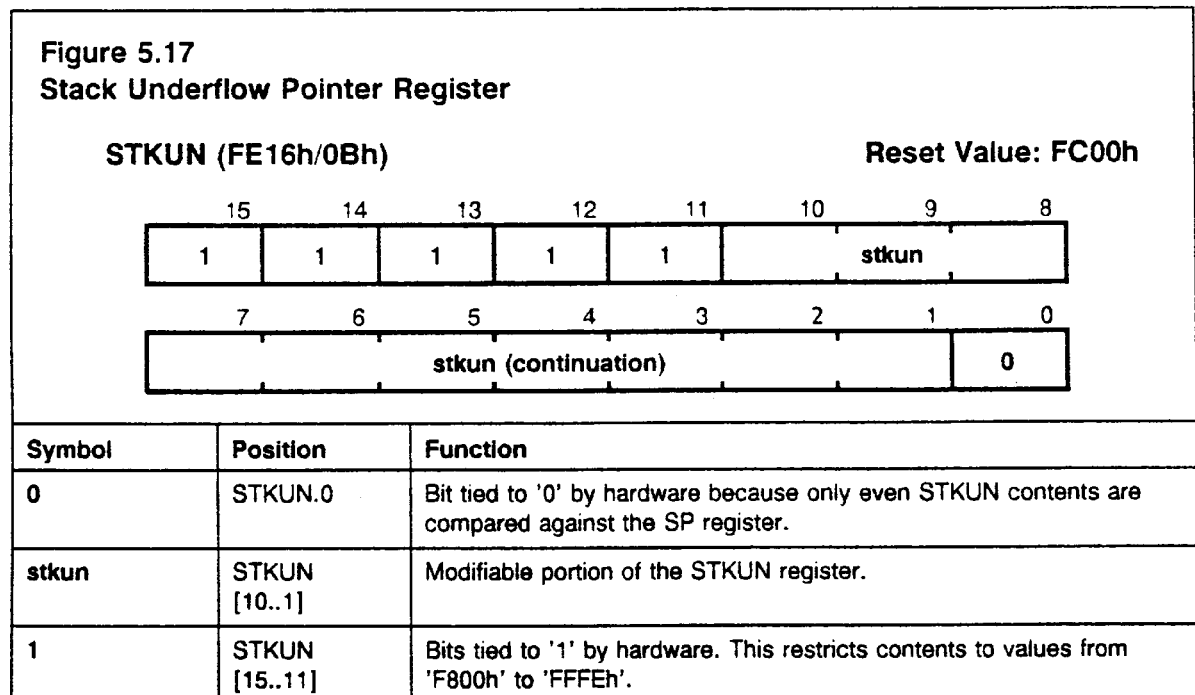 Figure 5.17
Stack Underflow Pointer Register
STKUN (FE16h/0Bh) Reset Value: FC00h
15 14 13 12 11 10 9 8
1 1 1 1 1 stkun
7 6 5 4 3 2 1 0
stkun (continuation) 0
Symbol Position Function
0 STKUN.0 Bit tied to '0' by hardware because only even STKUN contents are
compared against the SP register.
stkun STKUN Modifiable portion of the STKUN register.
[10..1]
1 STKUN Bits tied to '1' by hardware. This restricts contents to values from
[15..11] 'F800h' to 'FFFEh'.